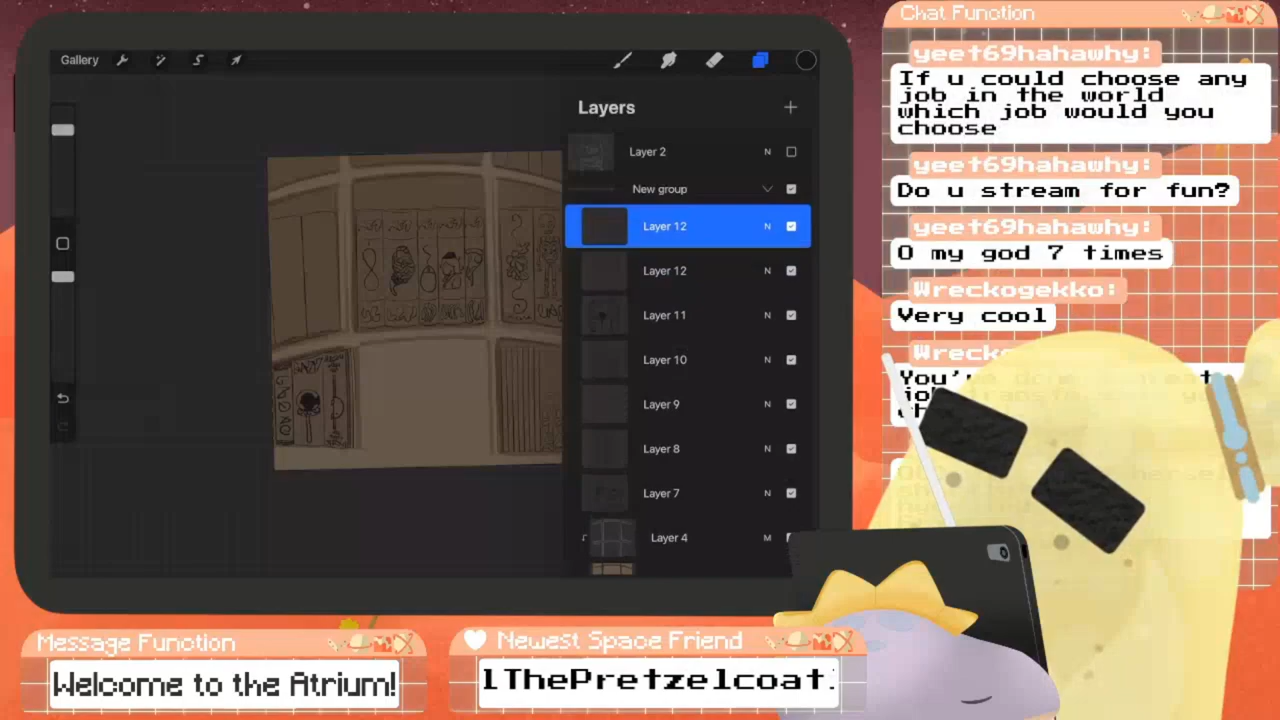 Gallery
Layers
Layer 2 N
New group
Layer 12 N
Layer 12 N
Layer 11 N
Layer 10 N
Layer 9 N
Layer 8 N
Layer 7 N
Layer 4 M
Chat Function
yeet69hahawhy:
If u could choose any
job in the world
which job would you
choose
yeet69hahawhy:
Do u stream for fun?
yeet69hahawhy:
O my god 7 times
Wreckogekko:
Very cool
Message Function
Welcome to the Atrium!
Newest Space Friend
lThePretzelcoat